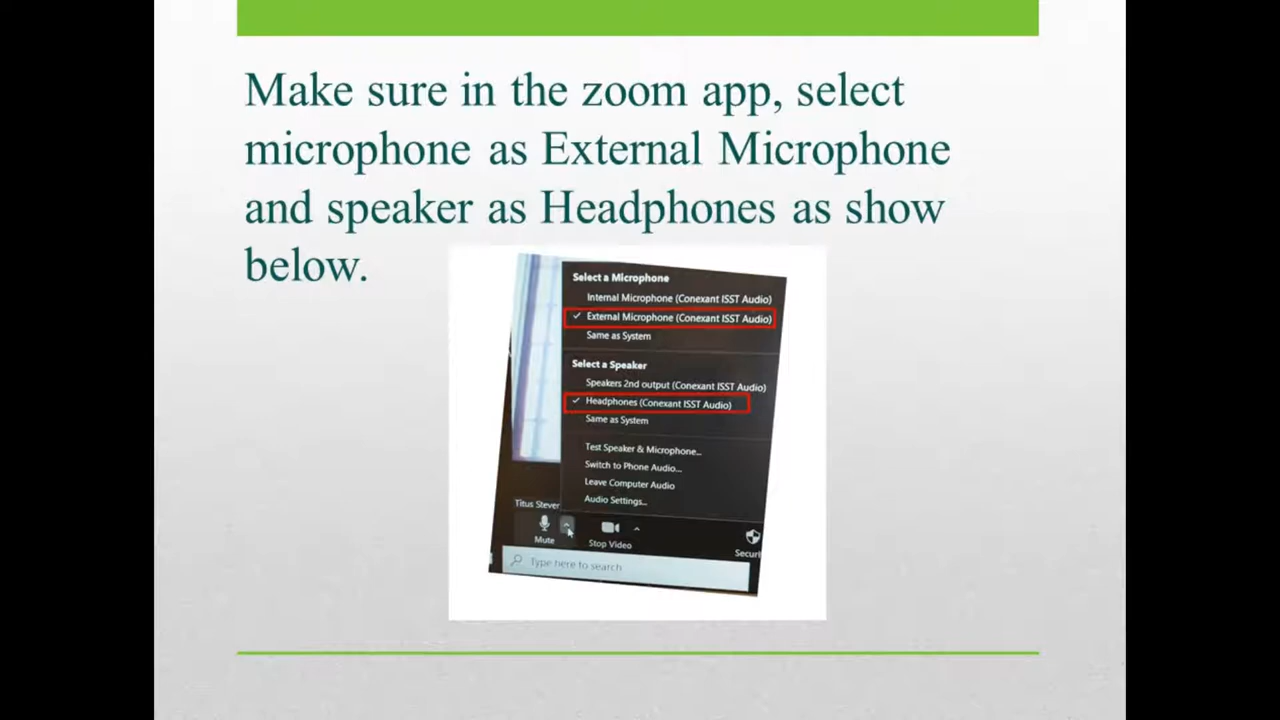 Make sure in the zoom app, select
microphone as External Microphone
and speaker as Headphones as show
below.
Select a Microphone
Internal Microphone (Conexant ISST Audio)
✓ External Microphone (Conexant ISST Audio)
Same as System
Select a Speaker
Speakers 2nd output (Conexant ISST Audio)
✓ Headphones (Conexant ISST Audio)
Same as System
Test Speaker & Microphone...
Switch to Phone Audio...
Leave Computer Audio
Audio Settings...
Titus Steven
Mute
Stop Video
Securi
Type here to search